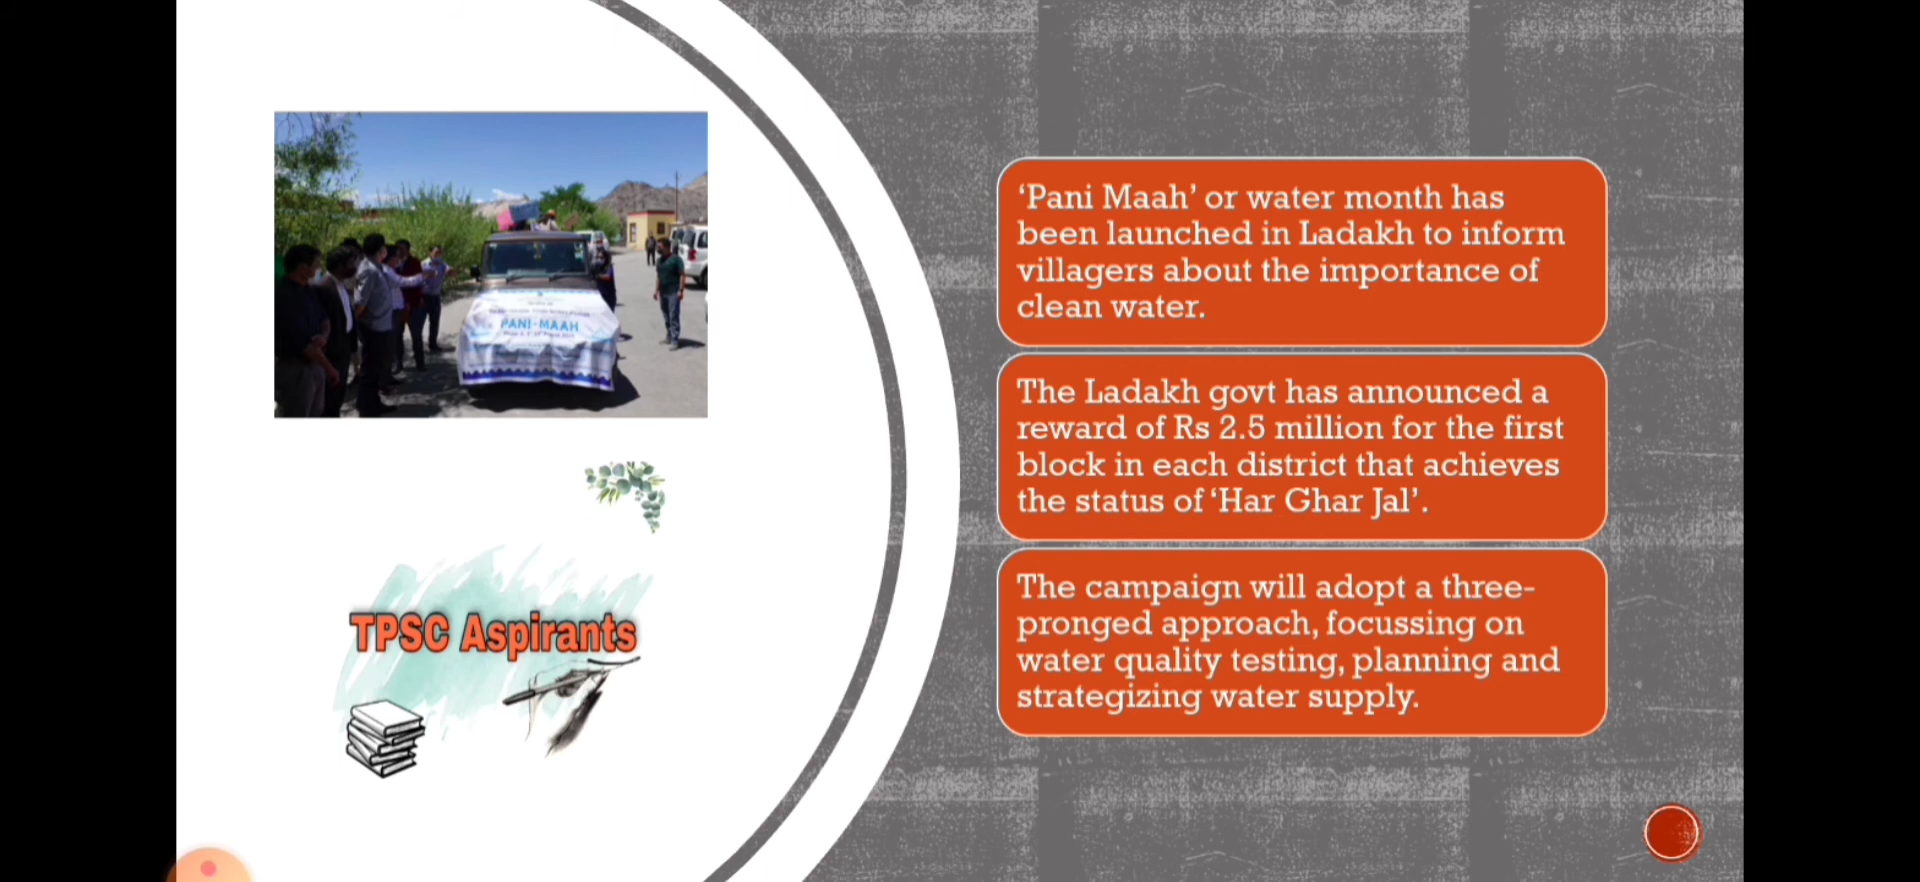 PANI-MAAH
TPSC Aspirants
‘Pani Maah’ or water month has
been launched in Ladakh to inform
villagers about the importance of
clean water.
The Ladakh govt has announced a
reward of Rs 2.5 million for the first
block in each district that achieves
the status of ‘Har Ghar Jal’.
The campaign will adopt a three-
pronged approach, focussing on
water quality testing, planning and
strategizing water supply.